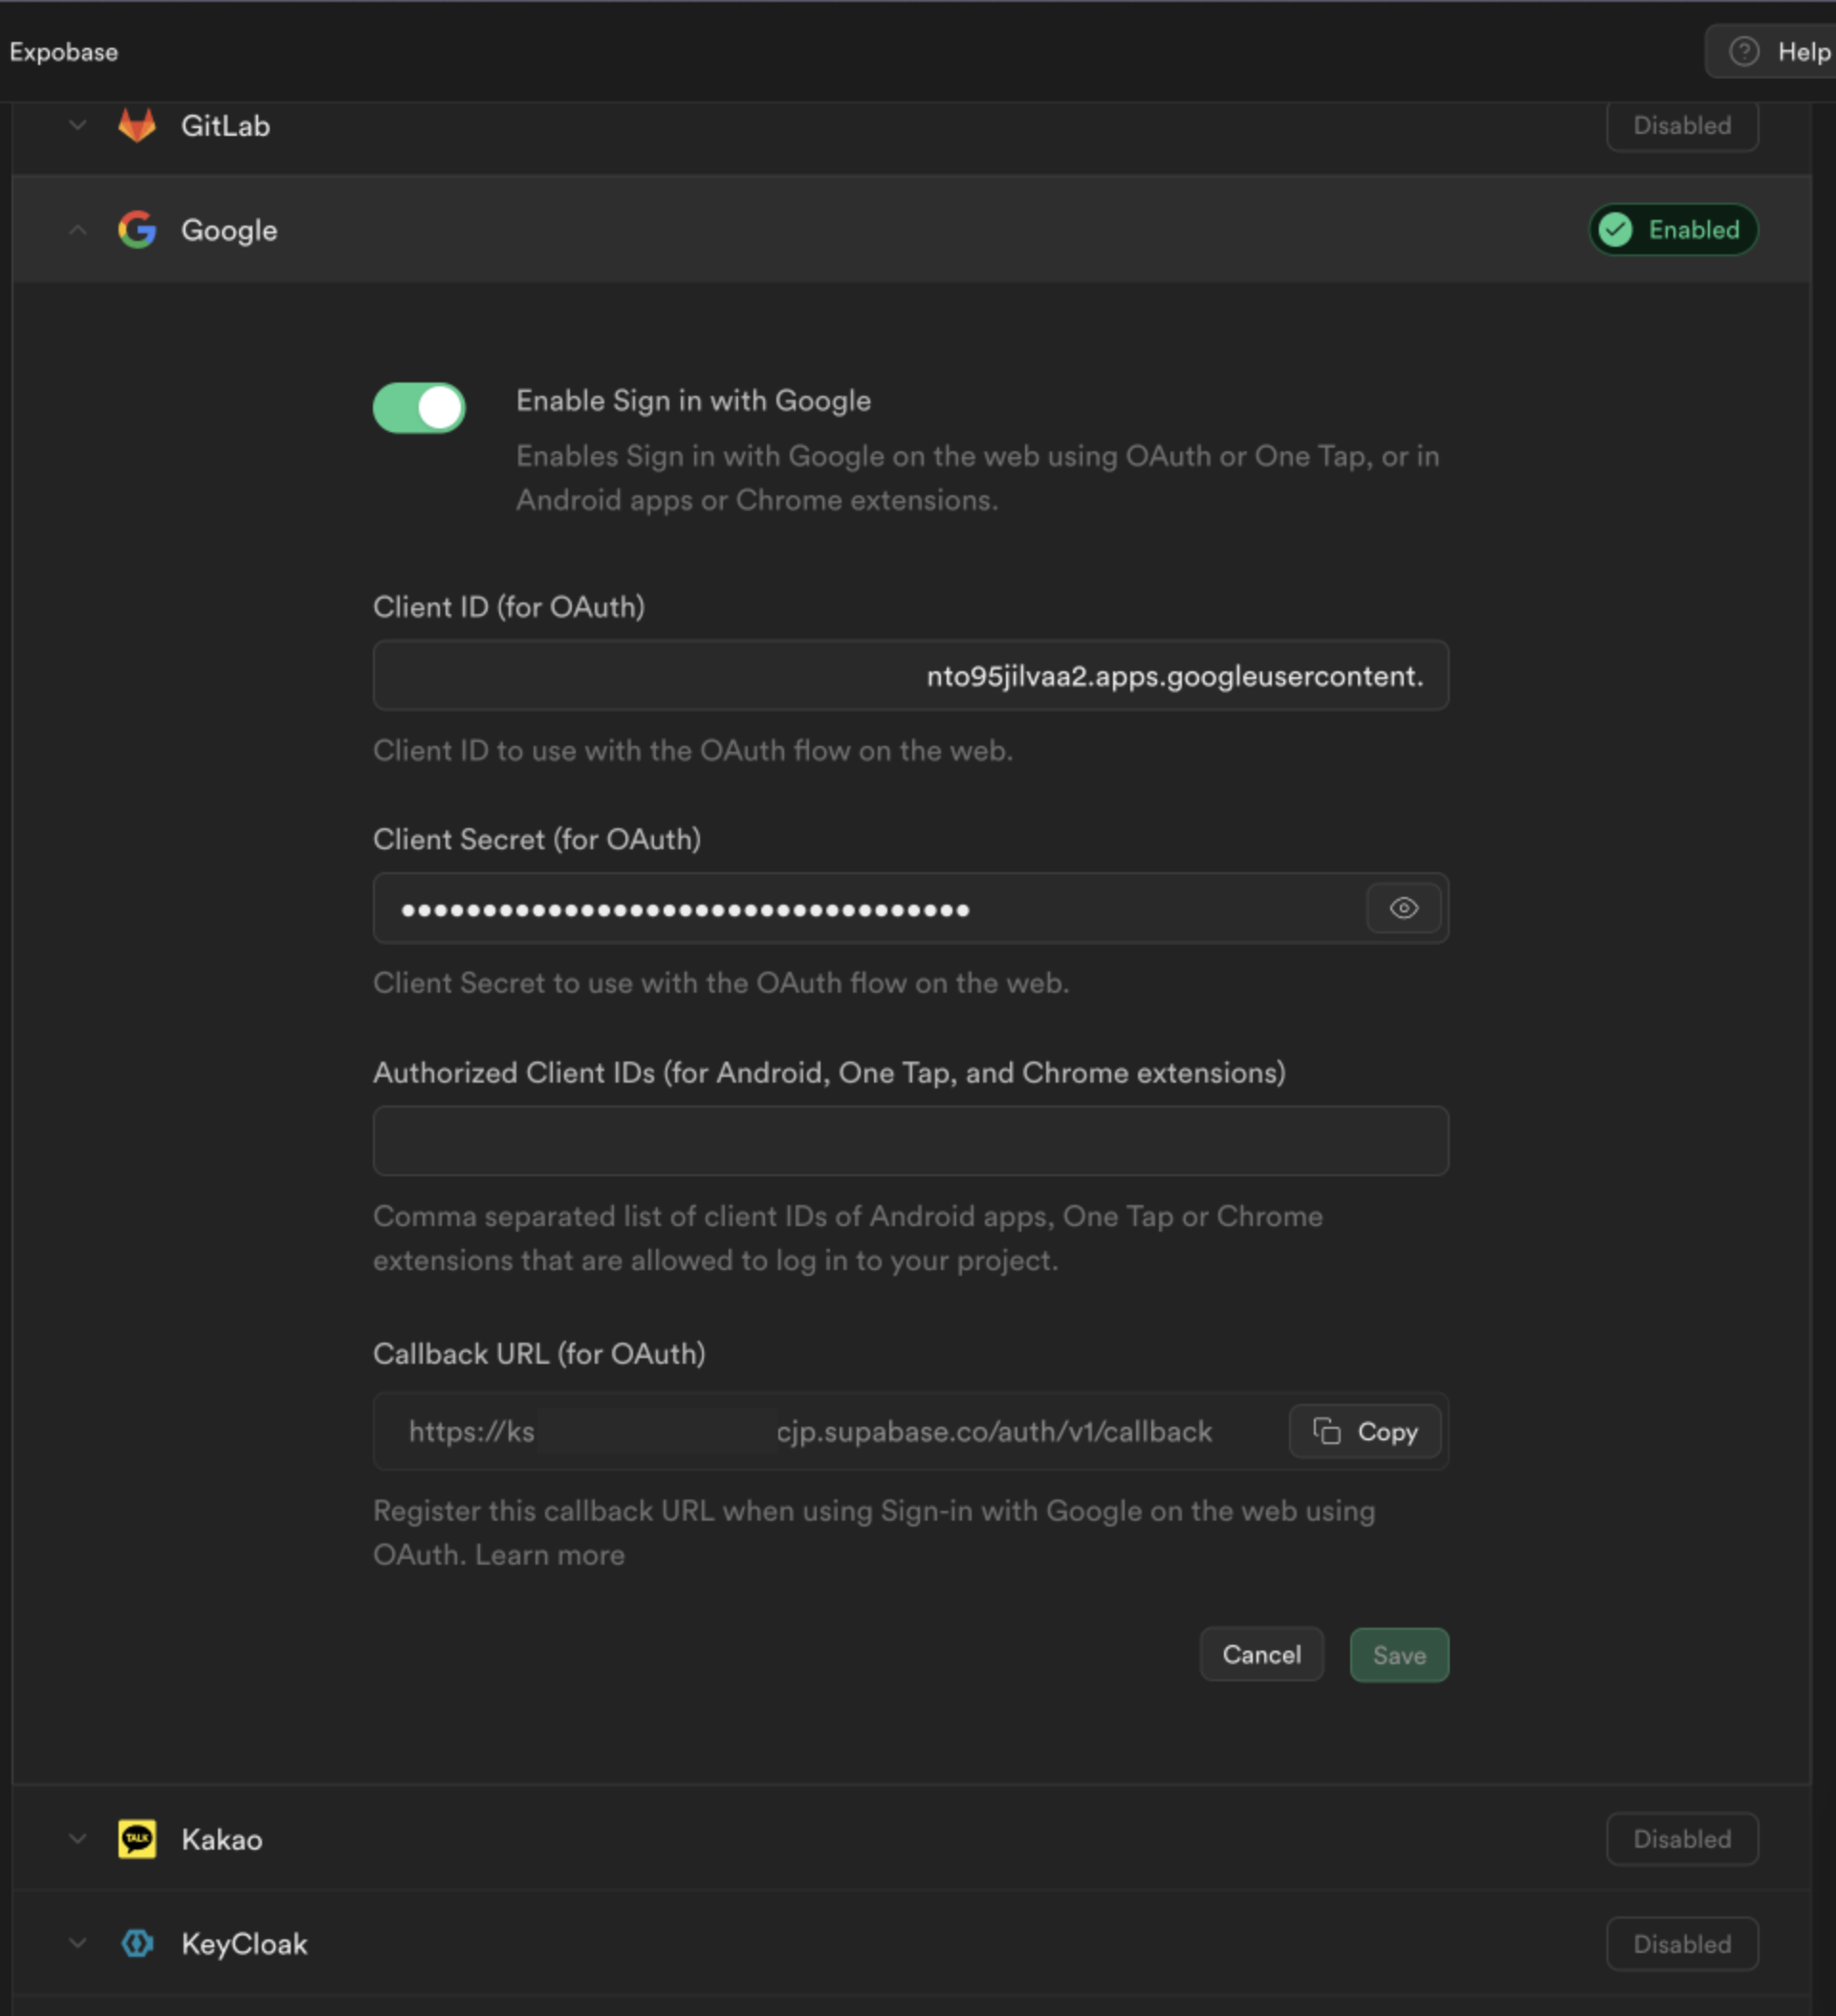 Expobase
Help
GitLab
Disabled
Google
Enabled
Enable Sign in with Google
Enables Sign in with Google on the web using OAuth or One Tap, or in
Android apps or Chrome extensions.
Client ID (for OAuth)
nto95jilvaa2.apps.googleusercontent.
Client ID to use with the OAuth flow on the web.
Client Secret (for OAuth)
Client Secret to use with the OAuth flow on the web.
Authorized Client IDs (for Android, One Tap, and Chrome extensions)
Comma separated list of client IDs of Android apps, One Tap or Chrome
extensions that are allowed to log in to your project.
Callback URL (for OAuth)
https://ks cjp.supabase.co/auth/v1/callback
Copy
Register this callback URL when using Sign-in with Google on the web using
OAuth. Learn more
Cancel
Save
TALK
Kakao
Disabled
KeyCloak
Disabled